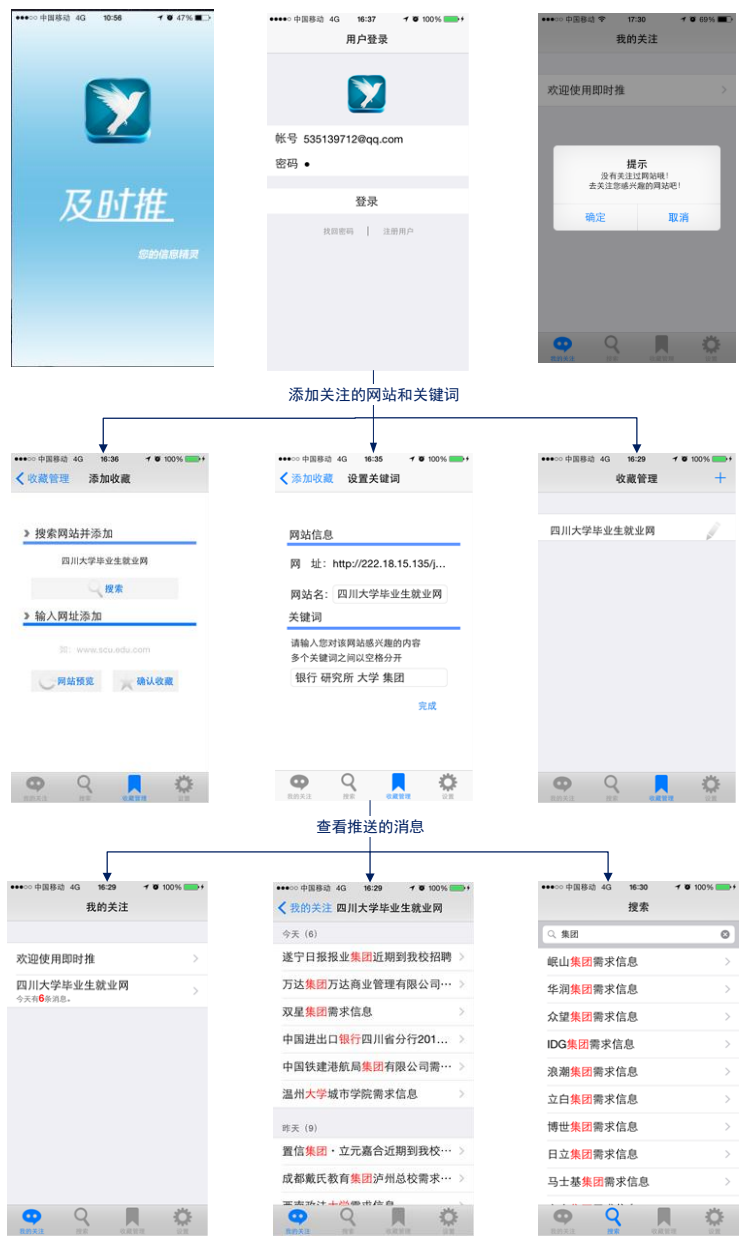 中国移动 4G 10:56 47%
及时推
您的信息精灵
中国移动 4G 16:37 100%
用户登录
帐号 535139712@qq.com
密码
登录
找回密码 | 注册用户
中国移动 17:30 69%
我的关注
欢迎使用即时推
提示
没有关注过网站哦!
去关注您感兴趣的网站吧!
确定 取消
我的关注 搜索 收藏管理 设置
添加关注的网站和关键词
中国移动 4G 16:36 100%
收藏管理 添加收藏
搜索网站并添加
四川大学毕业生就业网
搜索
输入网址添加
如: www.scu.edu.com
网站预览 确认收藏
我的关注 搜索 收藏管理 设置
中国移动 4G 16:35 100%
添加收藏 设置关键词
网站信息
网 址: http://222.18.15.135/j...
网站名: 四川大学毕业生就业网
关键词
请输入您对该网站感兴趣的内容
多个关键词之间以空格分开
银行 研究所 大学 集团
完成
我的关注 搜索 收藏管理 设置
中国移动 4G 16:29 100%
收藏管理 +
四川大学毕业生就业网
我的关注 搜索 收藏管理 设置
查看推送的消息
中国移动 4G 16:29 100%
我的关注
欢迎使用即时推
四川大学毕业生就业网
今天有6条消息。
我的关注 搜索 收藏管理 设置
中国移动 4G 16:29 100%
我的关注 四川大学毕业生就业网
今天 (6)
遂宁日报报业集团近期到我校招聘
万达集团万达商业管理有限公司…
双星集团需求信息
中国进出口银行四川省分行201...
中国铁建港航局集团有限公司需…
温州大学城市学院需求信息
昨天 (9)
置信集团·立元嘉合近期到我校…
成都戴氏教育集团泸州总校需求…
西南政法大学需求信息
我的关注 搜索 收藏管理 设置
中国移动 4G 16:30 100%
搜索
集团
岷山集团需求信息
华润集团需求信息
众望集团需求信息
IDG集团需求信息
浪潮集团需求信息
立白集团需求信息
博世集团需求信息
日立集团需求信息
马士基集团需求信息
我的关注 搜索 收藏管理 设置